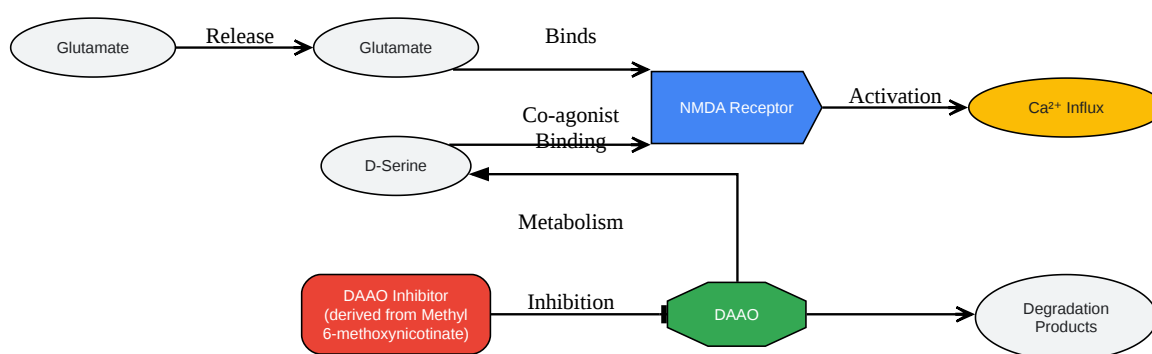 Glutamate
Release
Glutamate
Binds
NMDA Receptor
Activation
Ca²⁺ Influx
Co-agonist
Binding
D-Serine
Metabolism
DAAO Inhibitor
(derived from Methyl
6-methoxynicotinate)
Inhibition
DAAO
Degradation
Products